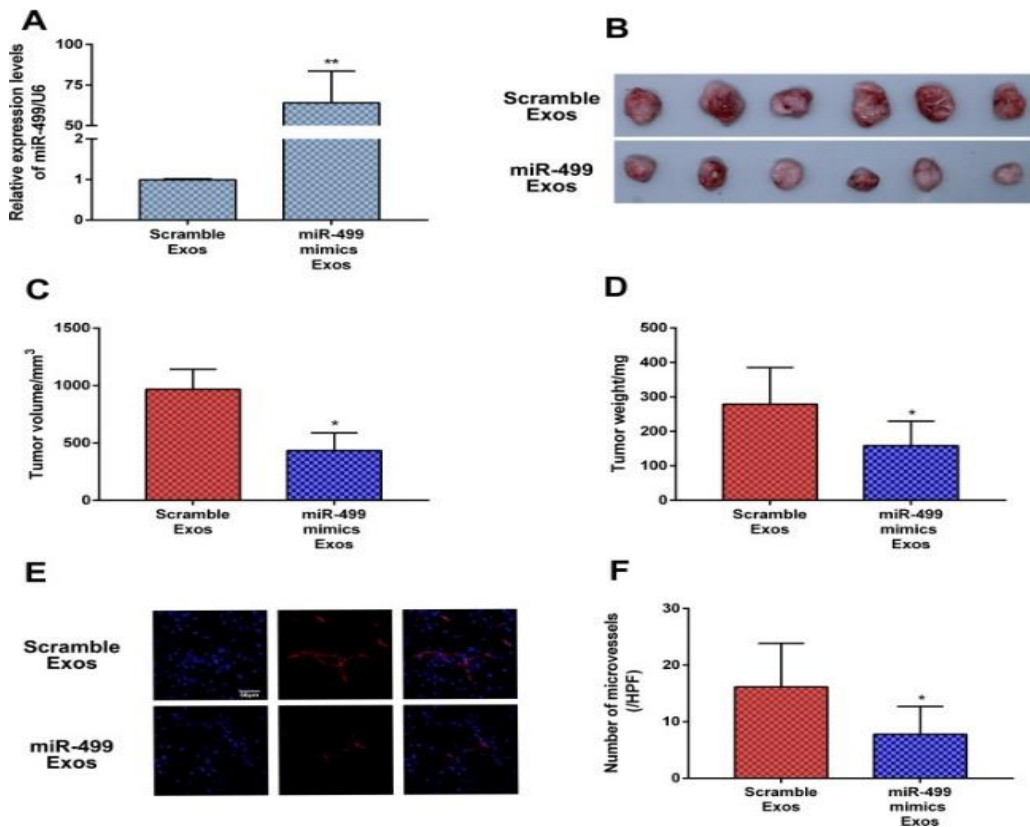 A
Relative expression levels
of miR-499/U6
100
75
50
2
1
0
**
Scramble
Exos
miR-499
mimics
Exos
B
Scramble
Exos
miR-499
Exos
C
Tumor volume/mm³
1500
1000
500
0
*
Scramble
Exos
miR-499
mimics
Exos
D
Tumor weight/mg
500
400
300
200
100
0
*
Scramble
Exos
miR-499
mimics
Exos
E
Scramble
Exos
50μm
miR-499
Exos
F
Number of microvessels
(/HPF)
30
20
10
0
*
Scramble
Exos
miR-499
mimics
Exos